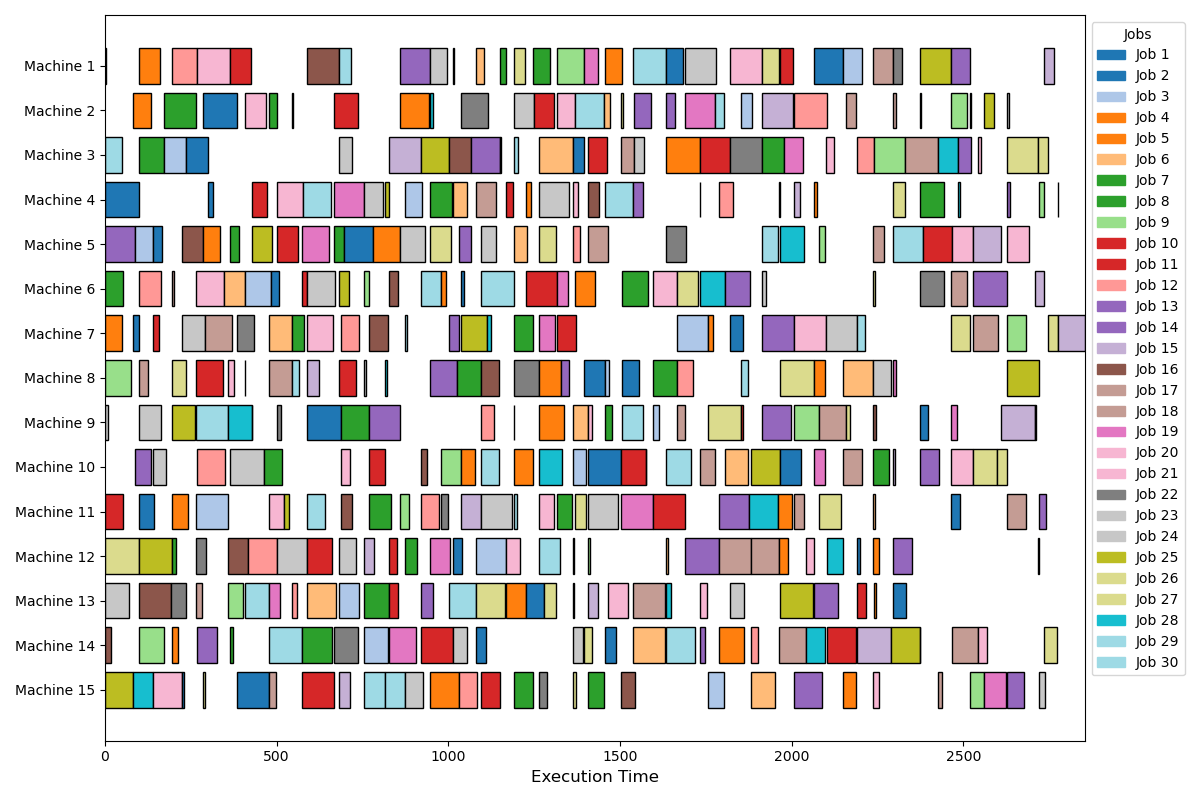 Jobs
Job 1
Job 2
Job 3
Job 4
Job 5
Job 6
Job 7
Job 8
Job 9
Job 10
Job 11
Job 12
Job 13
Job 14
Job 15
Job 16
Job 17
Job 18
Job 19
Job 20
Job 21
Job 22
Job 23
Job 24
Job 25
Job 26
Job 27
Job 28
Job 29
Job 30
Machine 1
Machine 2
Machine 3
Machine 4
Machine 5
Machine 6
Machine 7
Machine 8
Machine 9
Machine 10
Machine 11
Machine 12
Machine 13
Machine 14
Machine 15
0 500 1000 1500 2000 2500
Execution Time